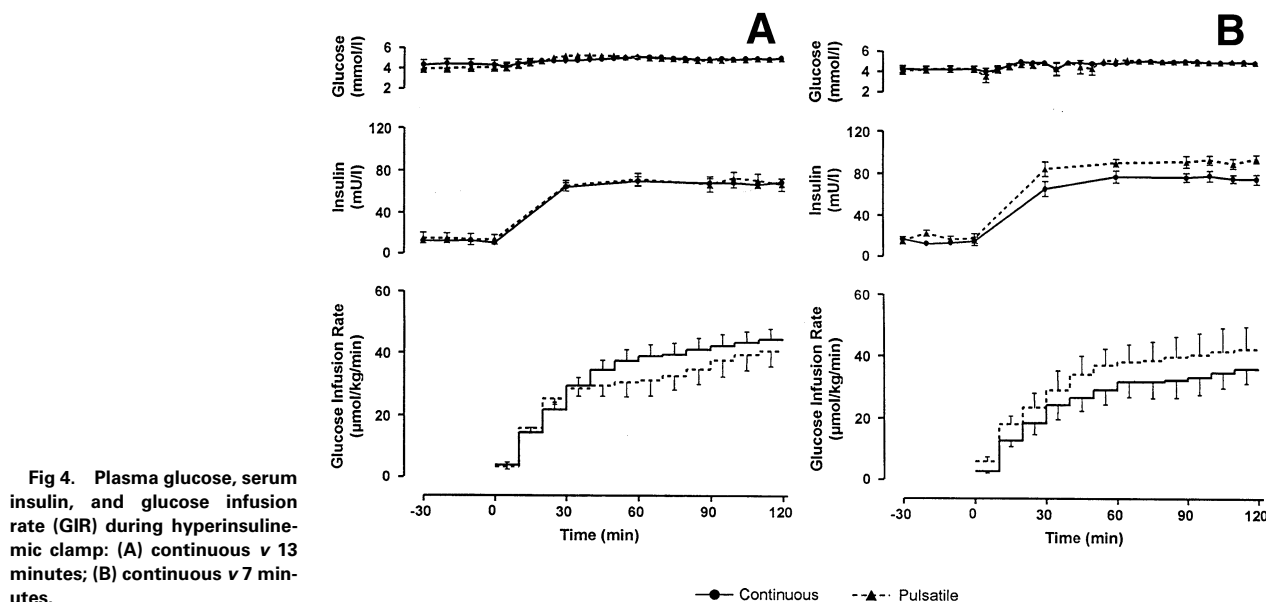 A
B
Glucose
(mmol/l)
6
4
2
Glucose
(mmol/l)
6
4
2
Insulin
(mU/l)
120
80
40
0
Insulin
(mU/l)
120
80
40
0
Glucose Infusion Rate
(µmol/kg/min)
60
40
20
0
Glucose Infusion Rate
(µmol/kg/min)
60
40
20
0
-30 0 30 60 90 120
Time (min)
-30 0 30 60 90 120
Time (min)
Continuous Pulsatile
Fig 4. Plasma glucose, serum
insulin, and glucose infusion
rate (GIR) during hyperinsuline-
mic clamp: (A) continuous v 13
minutes; (B) continuous v 7 min-
utes.